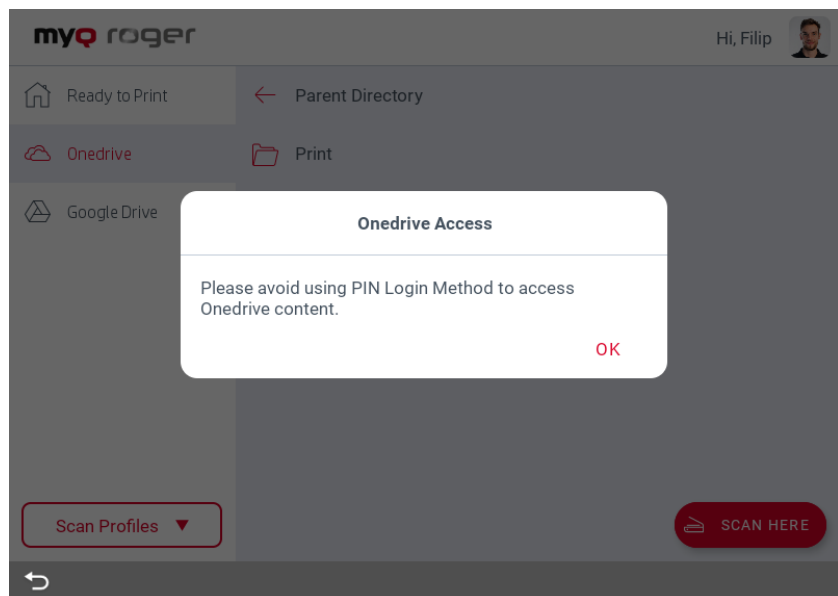 myQ roger
Hi, Filip
Ready to Print
Parent Directory
Onedrive
Print
Google Drive
Onedrive Access
Please avoid using PIN Login Method to access
Onedrive content.
OK
Scan Profiles ▼
SCAN HERE